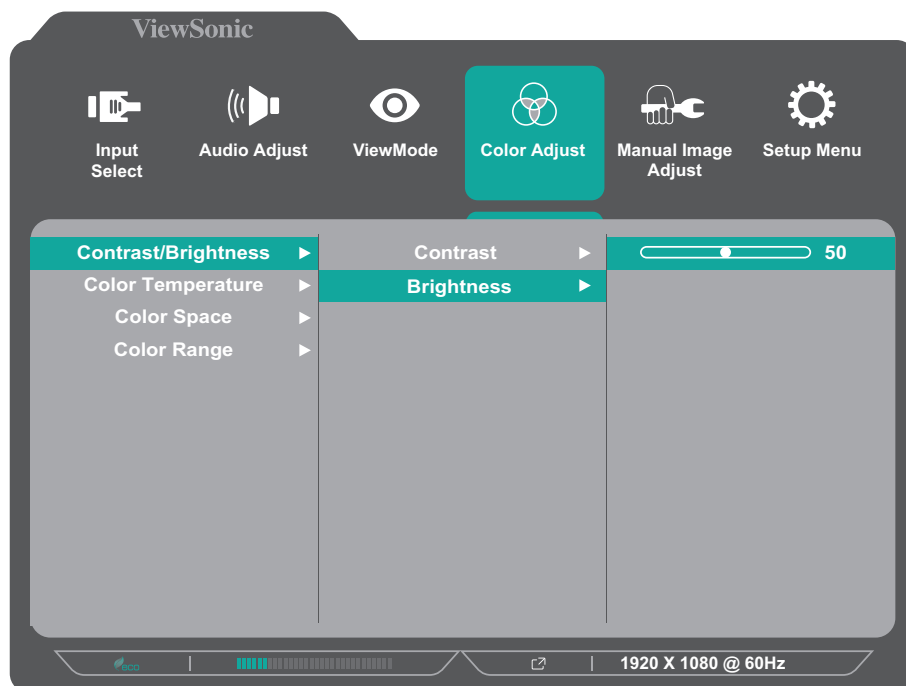 ViewSonic
Input Select
Audio Adjust
ViewMode
Color Adjust
Manual Image Adjust
Setup Menu
Contrast/Brightness
Contrast
50
Color Temperature
Brightness
Color Space
Color Range
eco
1920 X 1080 @ 60Hz